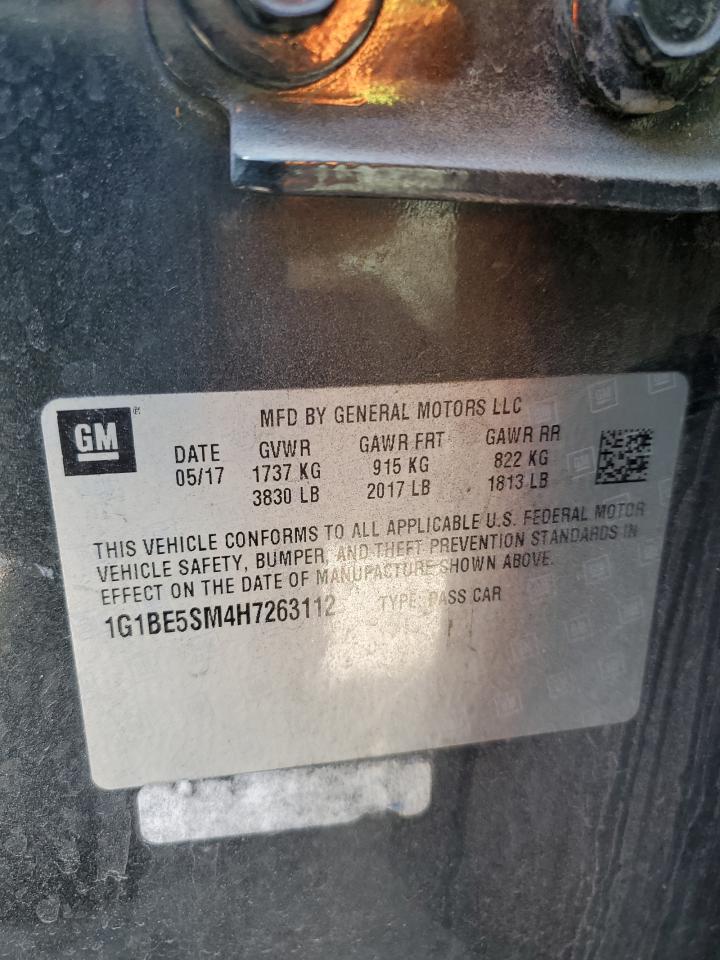 GM
MFD BY GENERAL MOTORS LLC
DATE GVWR GAWR FRT GAWR RR
05/17 1737 KG 915 KG 822 KG
3830 LB 2017 LB 1813 LB
THIS VEHICLE CONFORMS TO ALL APPLICABLE U.S. FEDERAL MOTOR
VEHICLE SAFETY, BUMPER, AND THEFT PREVENTION STANDARDS IN
EFFECT ON THE DATE OF MANUFACTURE SHOWN ABOVE.
1G1BE5SM4H7263112 TYPE: PASS CAR